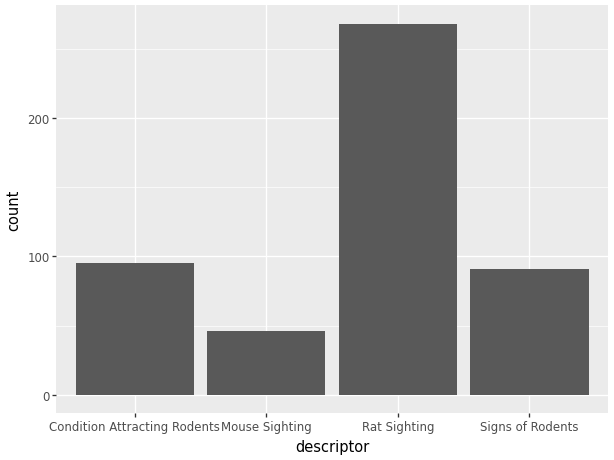 count
200
100
0
Condition Attracting Rodents Mouse Sighting Rat Sighting Signs of Rodents
descriptor